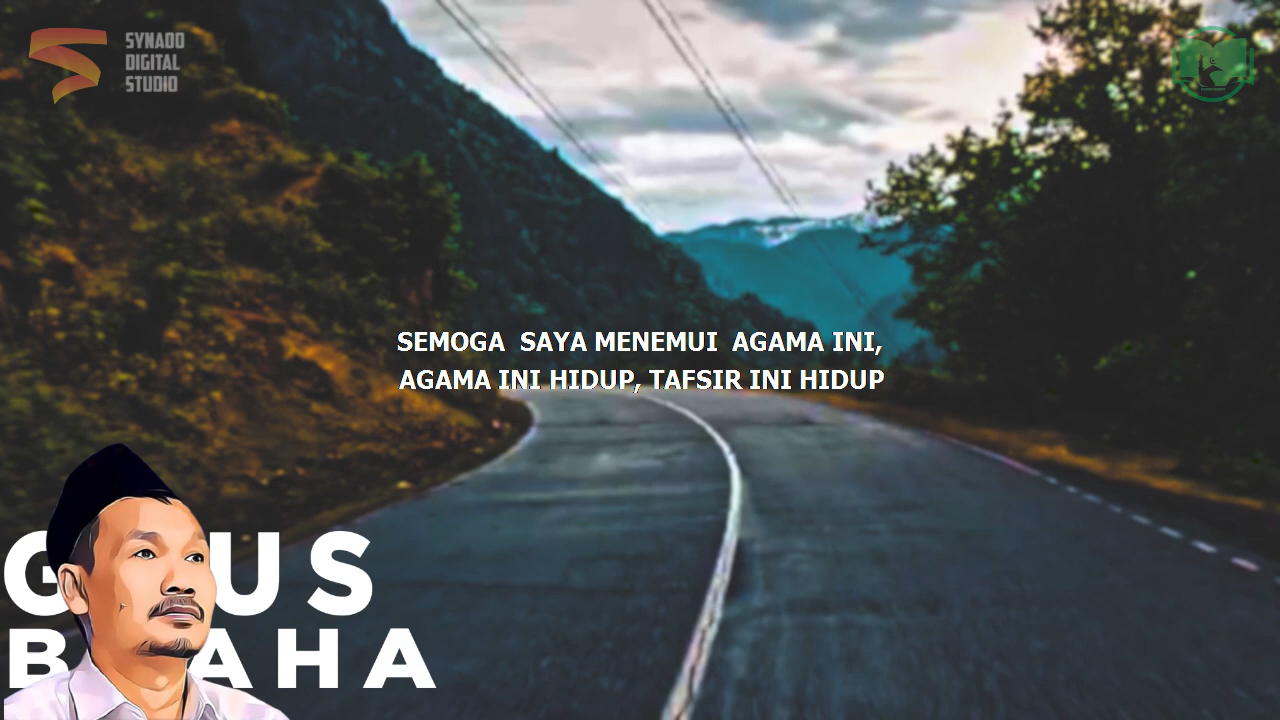 SYNADO
DIGITAL
STUDIO
SEMOGA SAYA MENEMUI AGAMA INI,
AGAMA INI HIDUP, TAFSIR INI HIDUP
GUS
BAHA